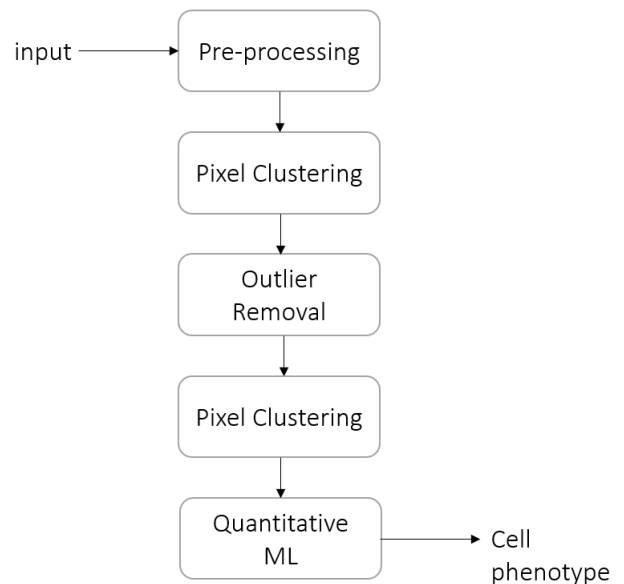 input
Pre-processing
Pixel Clustering
Outlier
Removal
Pixel Clustering
Quantitative
ML
Cell
phenotype